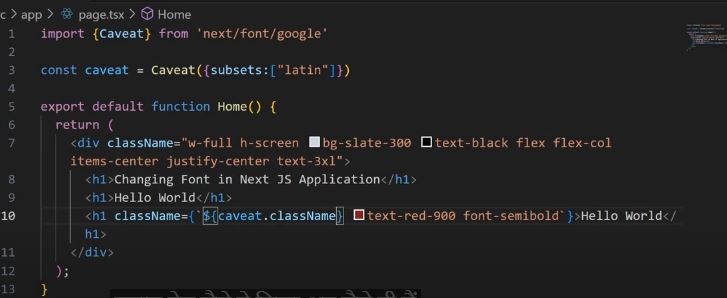 c > app > page.tsx > Home
1 import {Caveat} from 'next/font/google'
2
3 const caveat = Caveat({subsets:["latin"]})
4
5 export default function Home() {
6 return (
7 <div className="w-full h-screen bg-slate-300 text-black flex flex-col
items-center justify-center text-3xl">
8 <h1>Changing Font in Next JS Application</h1>
9 <h1>Hello World</h1>
10 <h1 className={`${caveat.className} text-red-900 font-semibold`}>Hello World</
h1>
11 </div>
12 );
13 }